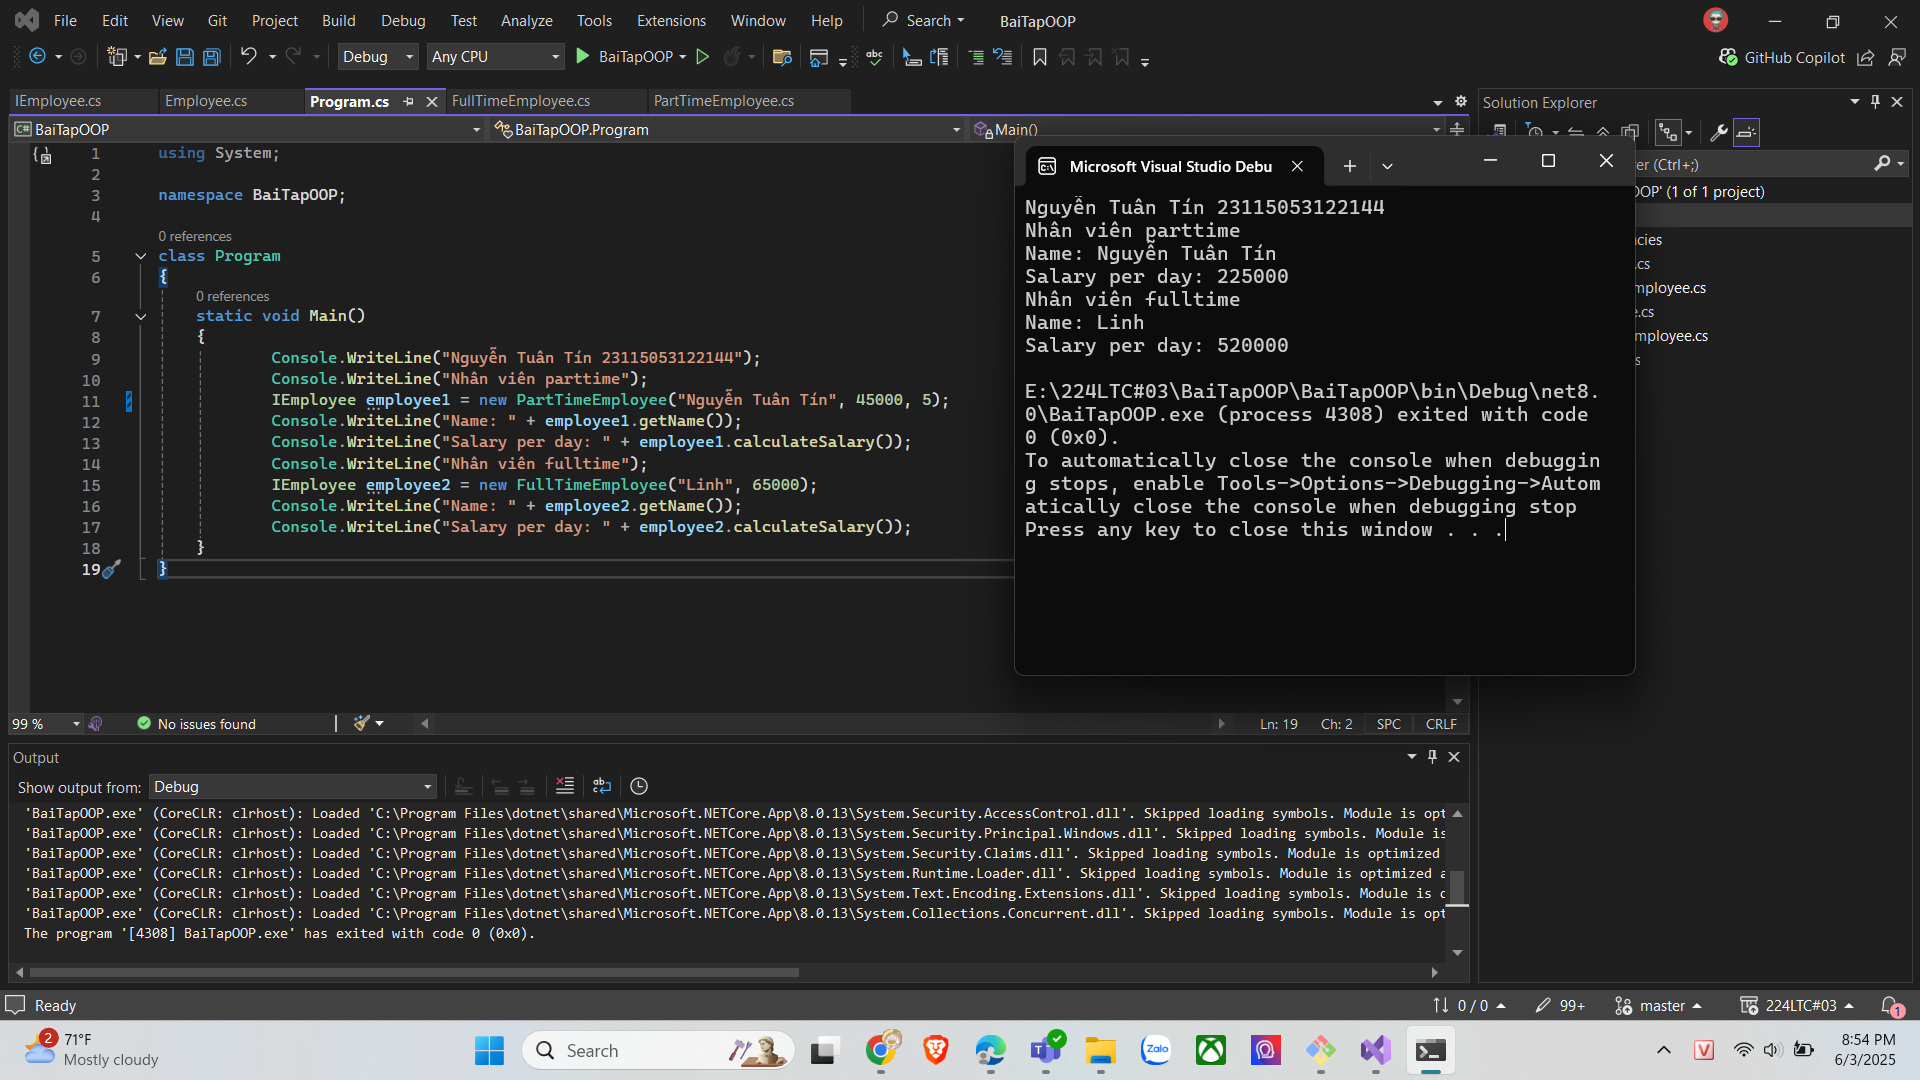 File Edit View Git Project Build Debug Test Analyze Tools Extensions Window Help Search BaiTapOOP
Debug Any CPU BaiTapOOP GitHub Copilot
IEmployee.cs Employee.cs Program.cs FullTimeEmployee.cs PartTimeEmployee.cs
BaiTapOOP BaiTapOOP.Program Main()
1 using System;
2
3 namespace BaiTapOOP;
4
0 references
5 class Program
6 {
0 references
7 static void Main()
8 {
9 Console.WriteLine("Nguyễn Tuân Tín 23115053122144");
10 Console.WriteLine("Nhân viên parttime");
11 IEmployee employee1 = new PartTimeEmployee("Nguyễn Tuân Tín", 45000, 5);
12 Console.WriteLine("Name: " + employee1.getName());
13 Console.WriteLine("Salary per day: " + employee1.calculateSalary());
14 Console.WriteLine("Nhân viên fulltime");
15 IEmployee employee2 = new FullTimeEmployee("Linh", 65000);
16 Console.WriteLine("Name: " + employee2.getName());
17 Console.WriteLine("Salary per day: " + employee2.calculateSalary());
18 }
19 }
99 % No issues found Ln: 19 Ch: 2 SPC CRLF
Microsoft Visual Studio Debu
Nguyễn Tuân Tín 23115053122144
Nhân viên parttime
Name: Nguyễn Tuân Tín
Salary per day: 225000
Nhân viên fulltime
Name: Linh
Salary per day: 520000
E:\224LTC#03\BaiTapOOP\BaiTapOOP\bin\Debug\net8.
0\BaiTapOOP.exe (process 4308) exited with code
0 (0x0).
To automatically close the console when debuggin
g stops, enable Tools->Options->Debugging->Autom
atically close the console when debugging stop
Press any key to close this window . . .
Solution Explorer
er (Ctrl+;)
OOP' (1 of 1 project)
cies
.cs
mployee.cs
e.cs
mployee.cs
s
Output
Show output from: Debug
'BaiTapOOP.exe' (CoreCLR: clrhost): Loaded 'C:\Program Files\dotnet\shared\Microsoft.NETCore.App\8.0.13\System.Security.AccessControl.dll'. Skipped loading symbols. Module is opt
'BaiTapOOP.exe' (CoreCLR: clrhost): Loaded 'C:\Program Files\dotnet\shared\Microsoft.NETCore.App\8.0.13\System.Security.Principal.Windows.dll'. Skipped loading symbols. Module is
'BaiTapOOP.exe' (CoreCLR: clrhost): Loaded 'C:\Program Files\dotnet\shared\Microsoft.NETCore.App\8.0.13\System.Security.Claims.dll'. Skipped loading symbols. Module is optimized
'BaiTapOOP.exe' (CoreCLR: clrhost): Loaded 'C:\Program Files\dotnet\shared\Microsoft.NETCore.App\8.0.13\System.Runtime.Loader.dll'. Skipped loading symbols. Module is optimized a
'BaiTapOOP.exe' (CoreCLR: clrhost): Loaded 'C:\Program Files\dotnet\shared\Microsoft.NETCore.App\8.0.13\System.Text.Encoding.Extensions.dll'. Skipped loading symbols. Module is o
'BaiTapOOP.exe' (CoreCLR: clrhost): Loaded 'C:\Program Files\dotnet\shared\Microsoft.NETCore.App\8.0.13\System.Collections.Concurrent.dll'. Skipped loading symbols. Module is opt
The program '[4308] BaiTapOOP.exe' has exited with code 0 (0x0).
Ready 0 / 0 99+ master 224LTC#03 1
2 71°F
Mostly cloudy
Search
Zalo
V
8:54 PM
6/3/2025